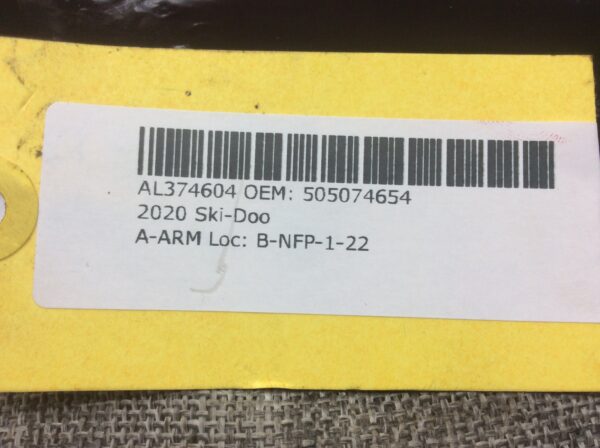 AL374604 OEM: 505074654
2020 Ski-Doo
A-ARM Loc: B-NFP-1-22